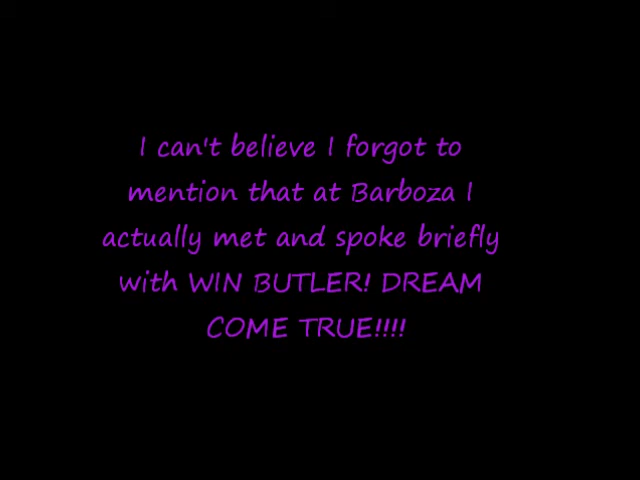 I can't believe I forgot to
mention that at Barboza I
actually met and spoke briefly
with WIN BUTLER! DREAM
COME TRUE!!!!